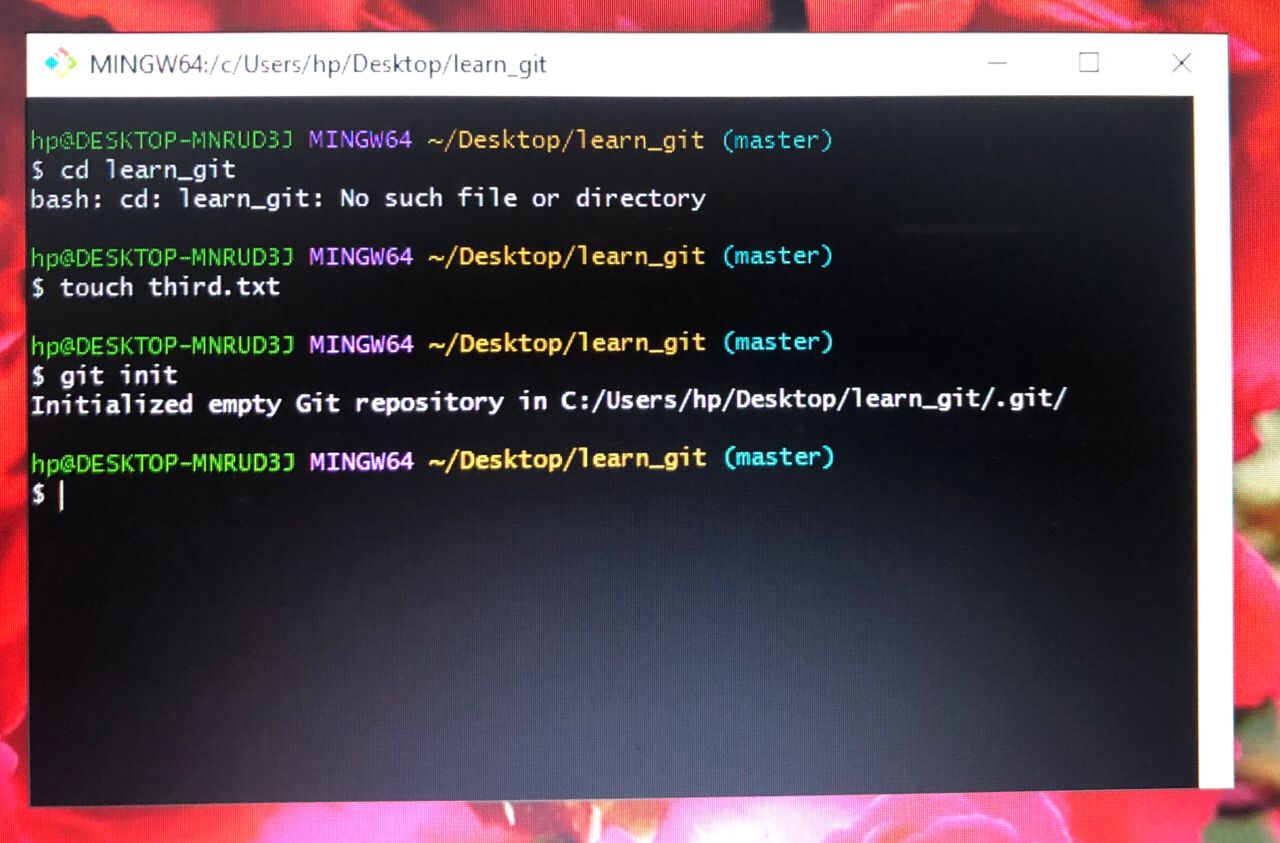 MINGW64:/c/Users/hp/Desktop/learn_git
hp@DESKTOP-MNRUD3J MINGW64 ~/Desktop/learn_git (master)
$ cd learn_git
bash: cd: learn_git: No such file or directory
hp@DESKTOP-MNRUD3J MINGW64 ~/Desktop/learn_git (master)
$ touch third.txt
hp@DESKTOP-MNRUD3J MINGW64 ~/Desktop/learn_git (master)
$ git init
Initialized empty Git repository in C:/Users/hp/Desktop/learn_git/.git/
hp@DESKTOP-MNRUD3J MINGW64 ~/Desktop/learn_git (master)
$